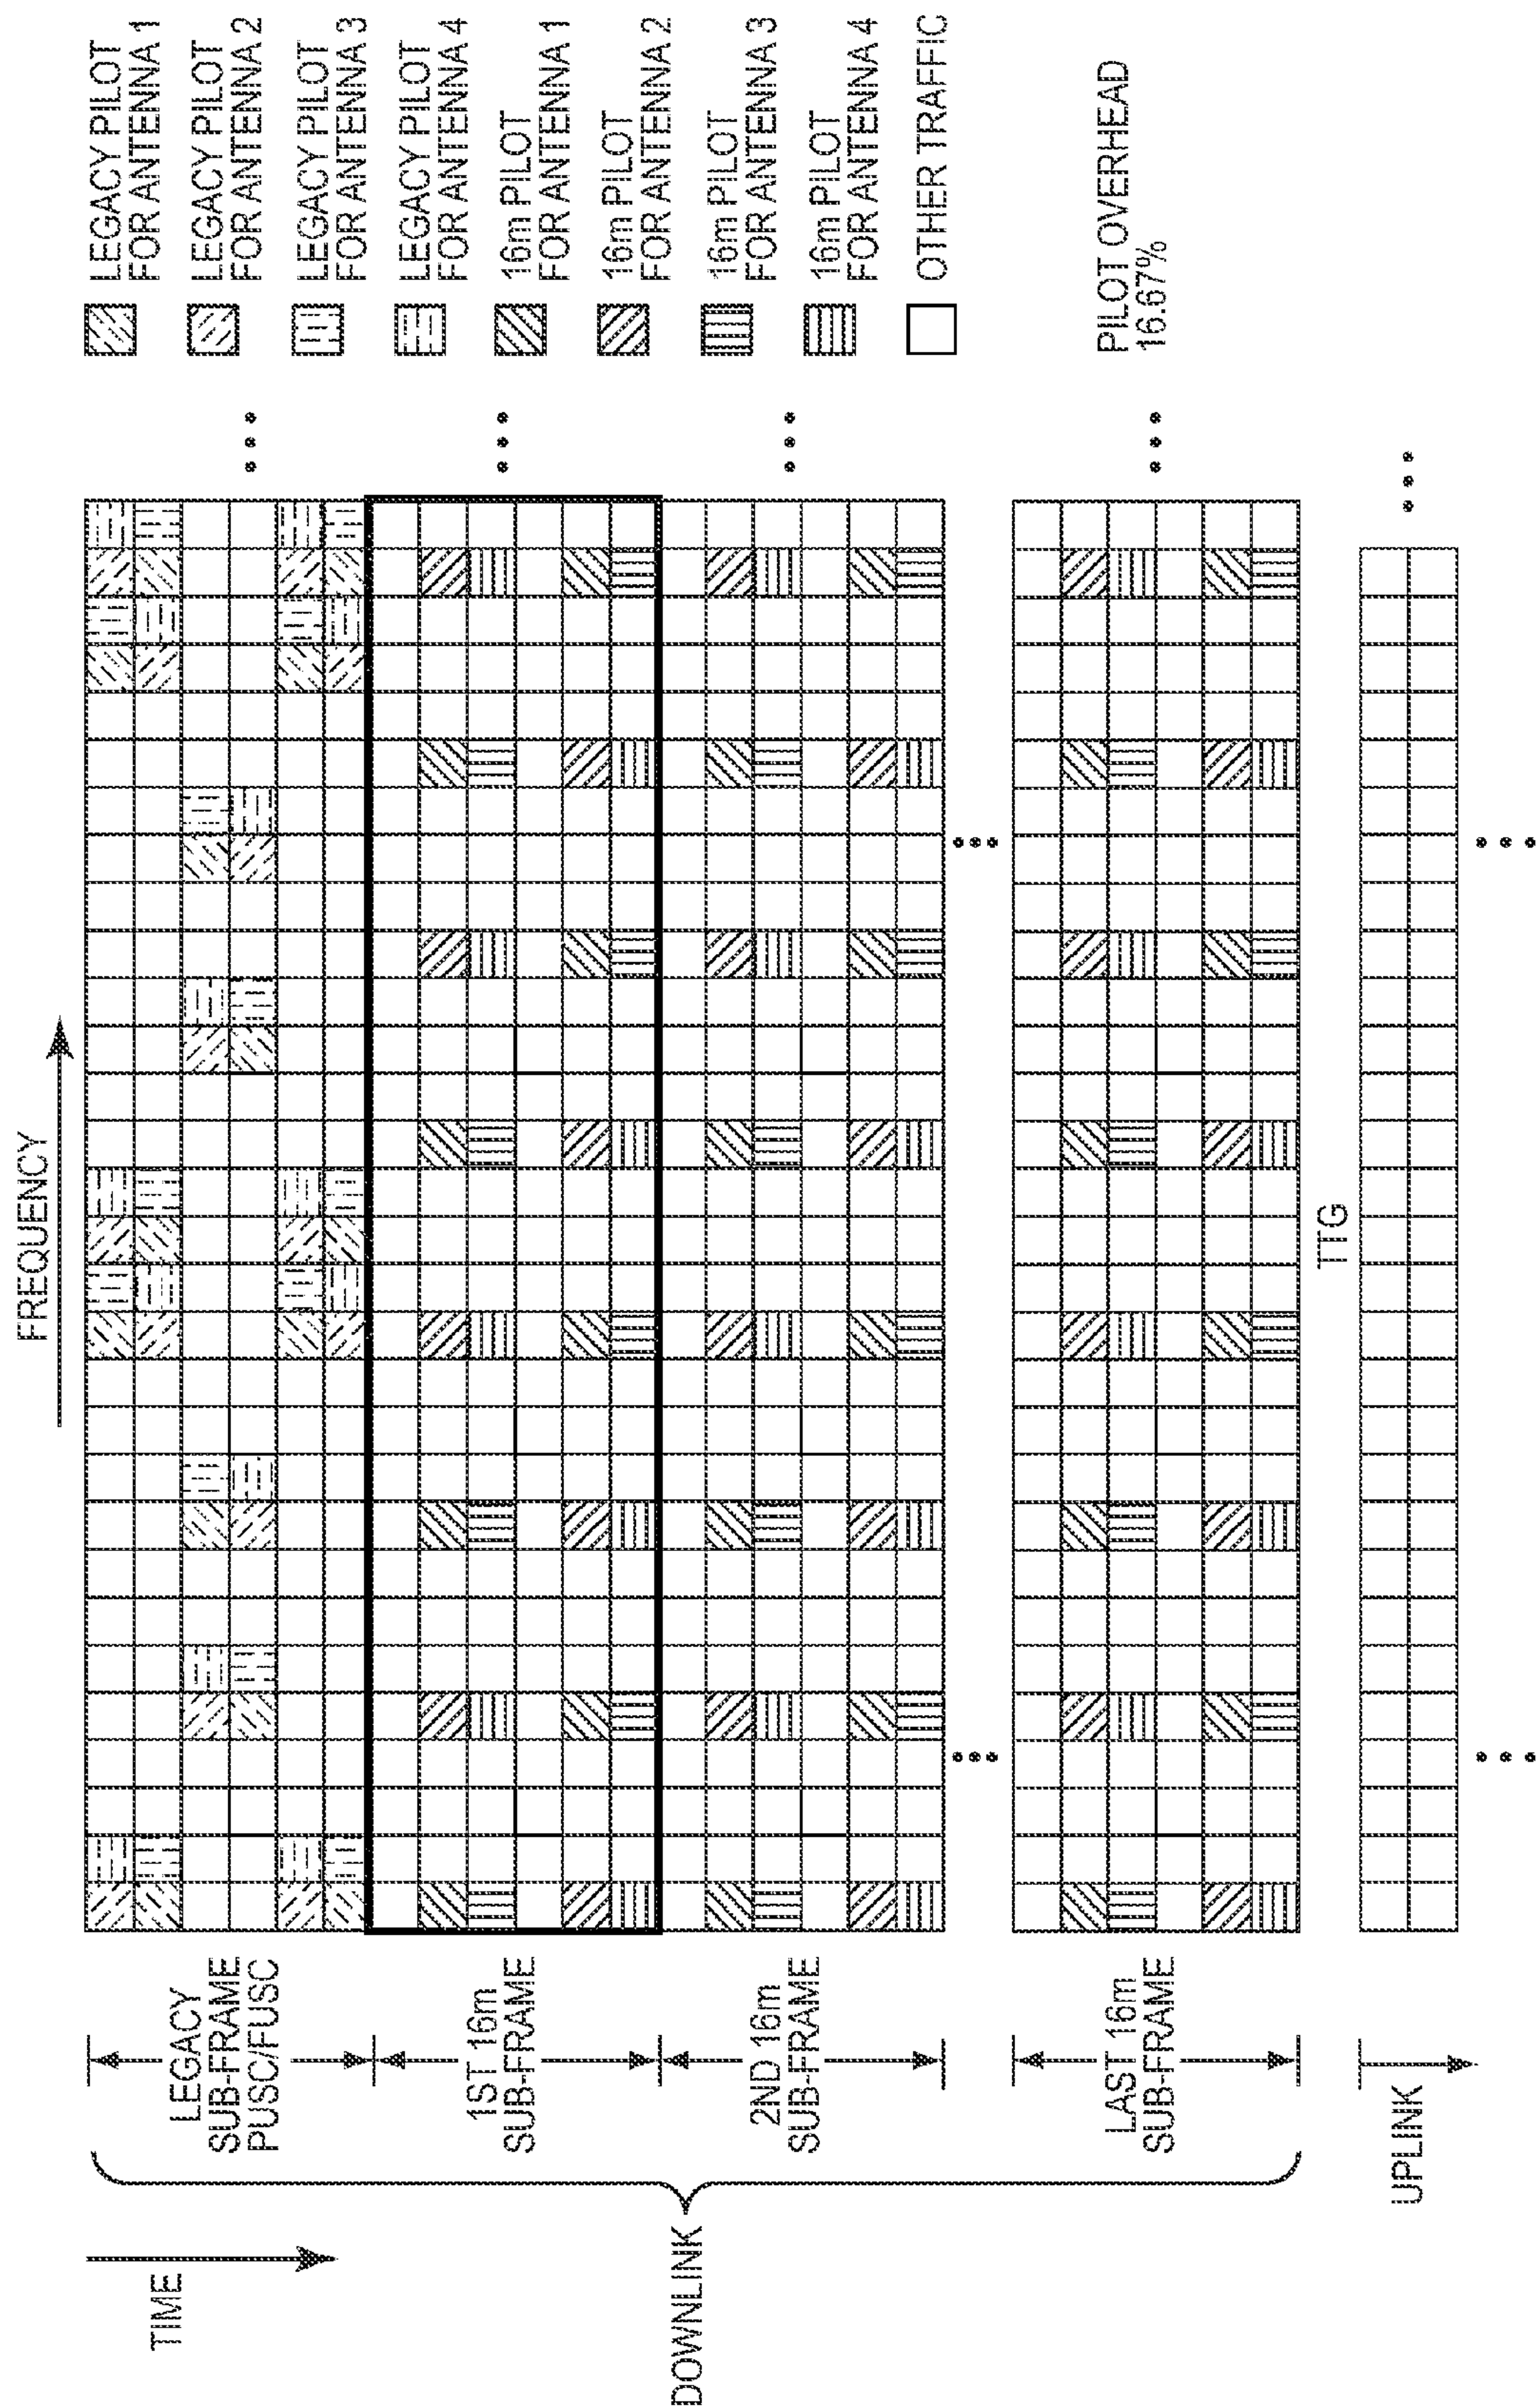 FREQUENCY
TIME
DOWNLINK
LEGACY
SUB-FRAME
PUSC/FUSC
1ST 16m
SUB-FRAME
2ND 16m
SUB-FRAME
LAST 16m
SUB-FRAME
TTG
UPLINK
LEGACY PILOT
FOR ANTENNA 1
LEGACY PILOT
FOR ANTENNA 2
LEGACY PILOT
FOR ANTENNA 3
LEGACY PILOT
FOR ANTENNA 4
16m PILOT
FOR ANTENNA 1
16m PILOT
FOR ANTENNA 2
16m PILOT
FOR ANTENNA 3
16m PILOT
FOR ANTENNA 4
OTHER TRAFFIC
PILOT OVERHEAD
16.67%